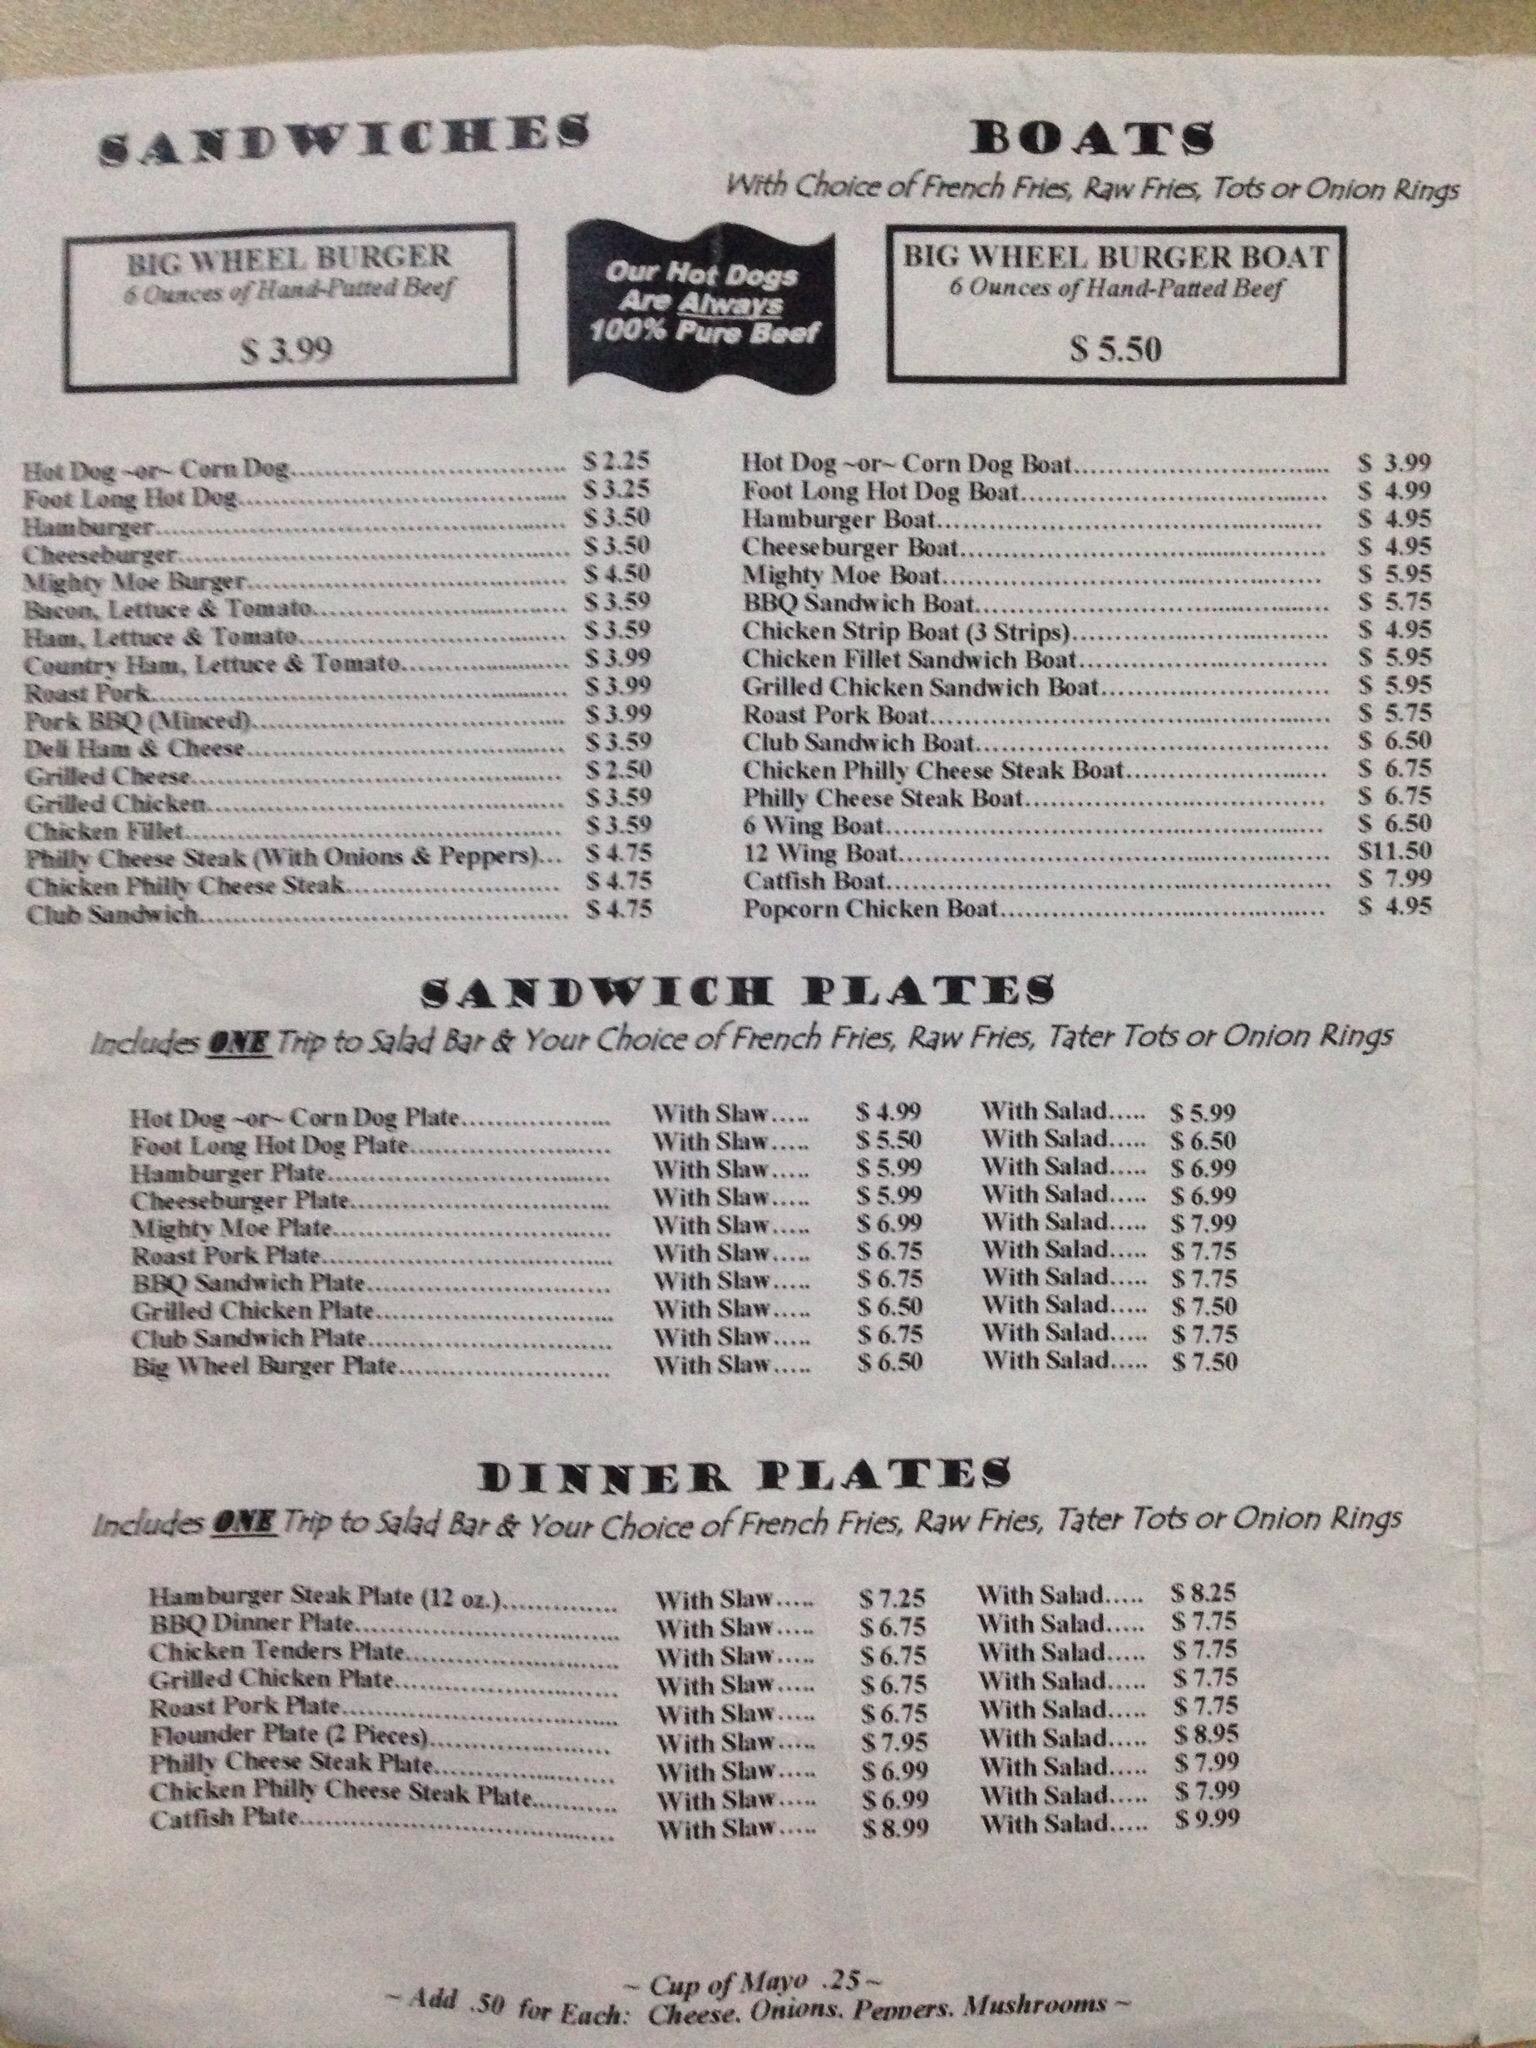 SANDWICHES
BIG WHEEL BURGER
6 Ounces of Hand-Patted Beef
$ 3.99
Our Hot Dogs
Are Always
100% Pure Beef
BOATS
With Choice of French Fries, Raw Fries, Tots or Onion Rings
BIG WHEEL BURGER BOAT
6 Ounces of Hand-Patted Beef
$ 5.50
Hot Dog ~or~ Corn Dog $ 2.25
Foot Long Hot Dog $ 3.25
Hamburger $ 3.50
Cheeseburger $ 3.50
Mighty Moe Burger $ 4.50
Bacon, Lettuce & Tomato $ 3.59
Ham, Lettuce & Tomato $ 3.59
Country Ham, Lettuce & Tomato $ 3.99
Roast Pork $ 3.99
Pork BBQ (Minced) $ 3.99
Deli Ham & Cheese $ 3.59
Grilled Cheese $ 2.50
Grilled Chicken $ 3.59
Chicken Fillet $ 3.59
Philly Cheese Steak (With Onions & Peppers)... $ 4.75
Chicken Philly Cheese Steak $ 4.75
Club Sandwich $ 4.75
Hot Dog ~or~ Corn Dog Boat $ 3.99
Foot Long Hot Dog Boat $ 4.99
Hamburger Boat $ 4.95
Cheeseburger Boat $ 4.95
Mighty Moe Boat $ 5.95
BBQ Sandwich Boat $ 5.75
Chicken Strip Boat (3 Strips) $ 4.95
Chicken Fillet Sandwich Boat $ 5.95
Grilled Chicken Sandwich Boat $ 5.95
Roast Pork Boat $ 5.75
Club Sandwich Boat $ 6.50
Chicken Philly Cheese Steak Boat $ 6.75
Philly Cheese Steak Boat $ 6.75
6 Wing Boat $ 6.50
12 Wing Boat $11.50
Catfish Boat $ 7.99
Popcorn Chicken Boat $ 4.95
SANDWICH PLATES
Includes ONE Trip to Salad Bar & Your Choice of French Fries, Raw Fries, Tater Tots or Onion Rings
Hot Dog ~or~ Corn Dog Plate With Slaw..... $ 4.99 With Salad..... $ 5.99
Foot Long Hot Dog Plate With Slaw..... $ 5.50 With Salad..... $ 6.50
Hamburger Plate With Slaw..... $ 5.99 With Salad..... $ 6.99
Cheeseburger Plate With Slaw..... $ 5.99 With Salad..... $ 6.99
Mighty Moe Plate With Slaw..... $ 6.99 With Salad..... $ 7.99
Roast Pork Plate With Slaw..... $ 6.75 With Salad..... $ 7.75
BBQ Sandwich Plate With Slaw..... $ 6.75 With Salad..... $ 7.75
Grilled Chicken Plate With Slaw..... $ 6.50 With Salad..... $ 7.50
Club Sandwich Plate With Slaw..... $ 6.75 With Salad..... $ 7.75
Big Wheel Burger Plate With Slaw..... $ 6.50 With Salad..... $ 7.50
DINNER PLATES
Includes ONE Trip to Salad Bar & Your Choice of French Fries, Raw Fries, Tater Tots or Onion Rings
Hamburger Steak Plate (12 oz.) With Slaw..... $ 7.25 With Salad..... $ 8.25
BBQ Dinner Plate With Slaw..... $ 6.75 With Salad..... $ 7.75
Chicken Tenders Plate With Slaw..... $ 6.75 With Salad..... $ 7.75
Grilled Chicken Plate With Slaw..... $ 6.75 With Salad..... $ 7.75
Roast Pork Plate With Slaw..... $ 6.75 With Salad..... $ 7.75
Flounder Plate (2 Pieces) With Slaw..... $ 7.95 With Salad..... $ 8.95
Philly Cheese Steak Plate With Slaw..... $ 6.99 With Salad..... $ 7.99
Chicken Philly Cheese Steak Plate With Slaw..... $ 6.99 With Salad..... $ 7.99
Catfish Plate With Slaw..... $ 8.99 With Salad..... $ 9.99
~ Cup of Mayo .25 ~
~ Add .50 for Each: Cheese, Onions, Peppers, Mushrooms ~